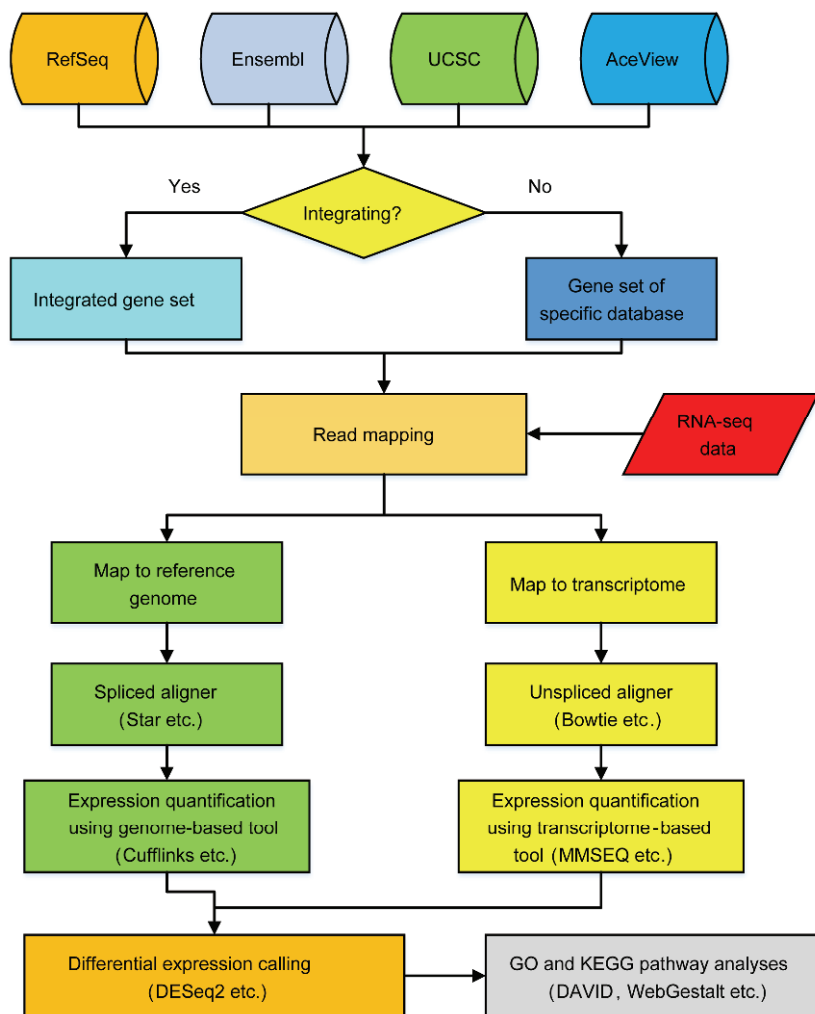 RefSeq
Ensembl
UCSC
AceView
Yes
No
Integrating?
Integrated gene set
Gene set of
specific database
Read mapping
RNA-seq
data
Map to reference
genome
Map to transcriptome
Spliced aligner
(Star etc.)
Unspliced aligner
(Bowtie etc.)
Expression quantification
using genome-based tool
(Cufflinks etc.)
Expression quantification
using transcriptome-based
tool (MMSEQ etc.)
Differential expression calling
(DESeq2 etc.)
GO and KEGG pathway analyses
(DAVID, WebGestalt etc.)